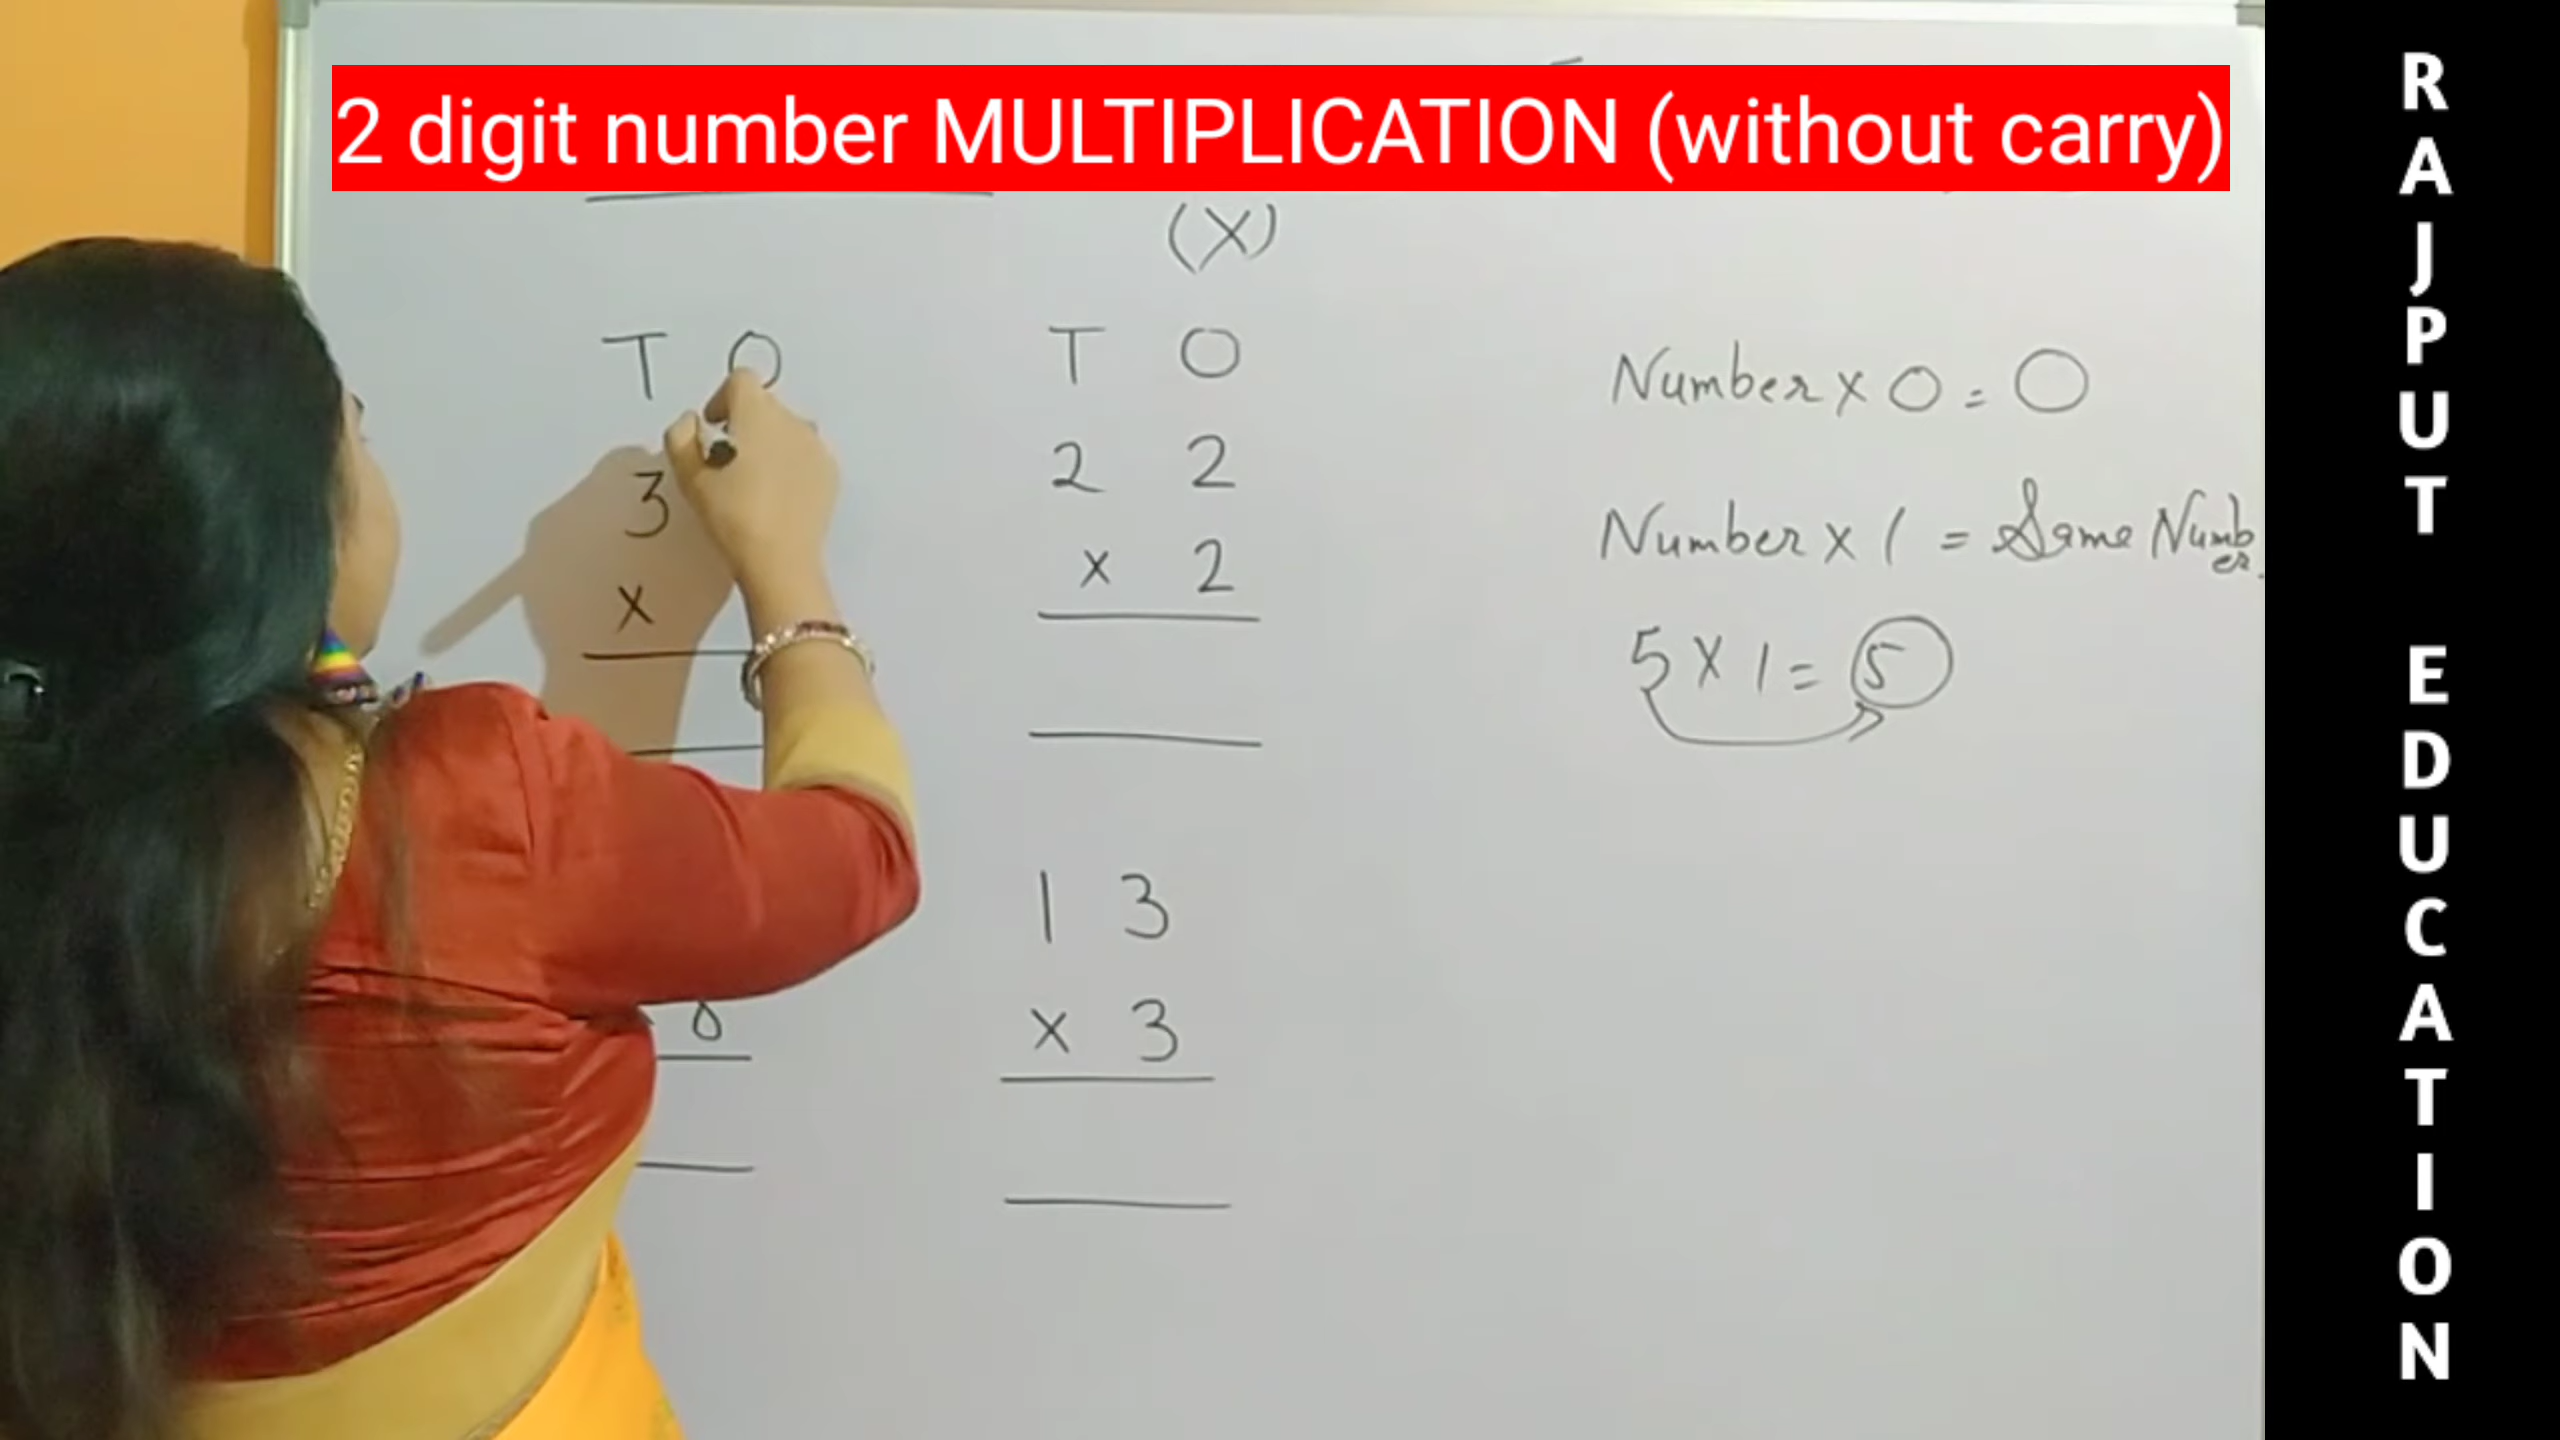 2 digit number MULTIPLICATION (without carry)
(X)
T O
3
x
0
T O
2 2
x 2
1 3
x 3
Number x 0 = 0
Number x 1 = Same Number.
5 x 1 = 5
RAJPUT EDUCATION